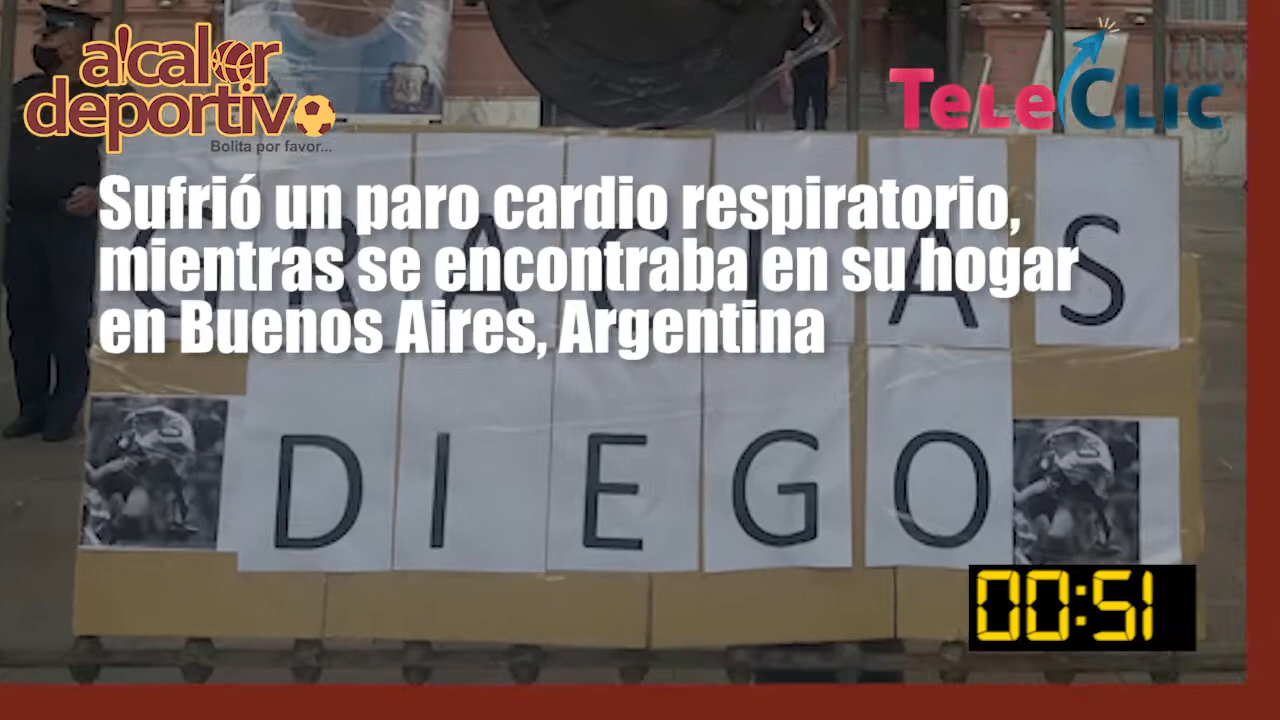 alcalor
deportivo
Bolita por favor...
TeleClic
Sufrió un paro cardio respiratorio,
mientras se encontraba en su hogar
en Buenos Aires, Argentina
GRACIAS
DIEGO
00:51